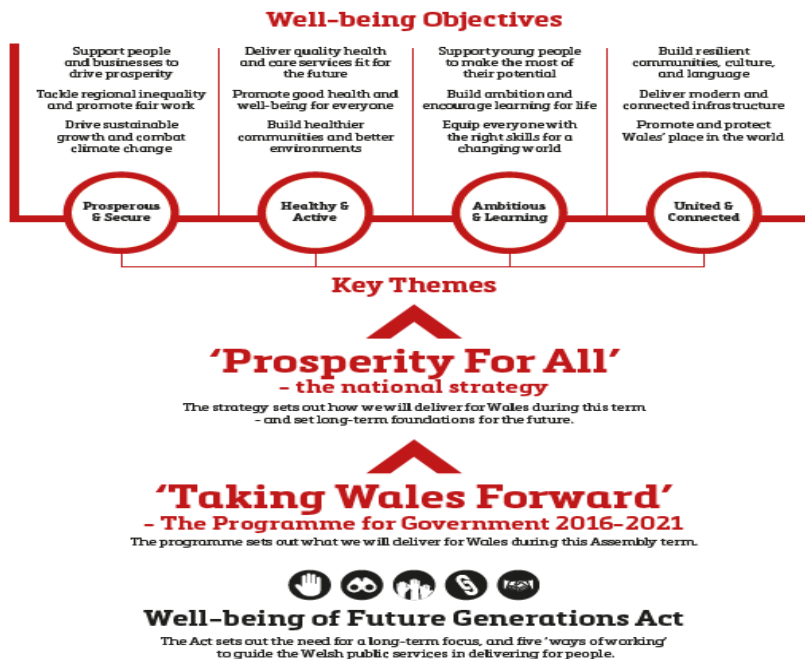 Well-being Objectives
Support people
and businesses to
drive prosperity
Tackle regional inequality
and promote fair work
Drive sustainable
growth and combat
climate change
Deliver quality health
and care services fit for
the future
Promote good health and
well-being for everyone
Build healthier
communities and better
environments
Support young people
to make the most of
their potential
Build ambition and
encourage learning for life
Equip everyone with
the right skills for a
changing world
Build resilient
communities, culture,
and language
Deliver modern and
connected infrastructure
Promote and protect
Wales' place in the world
Prosperous
& Secure
Healthy &
Active
Ambitious
& Learning
United &
Connected
Key Themes
'Prosperity For All'
– the national strategy
The strategy sets out how we will deliver for Wales during this term
– and set long-term foundations for the future.
'Taking Wales Forward'
– The Programme for Government 2016–2021
The programme sets out what we will deliver for Wales during this Assembly term.
Well-being of Future Generations Act
The Act sets out the need for a long-term focus, and five 'ways of working'
to guide the Welsh public services in delivering for people.